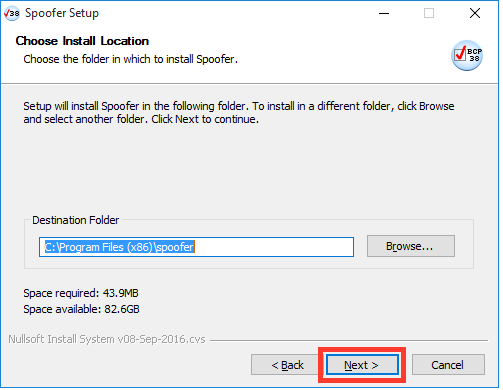 38 Spoofer Setup
Choose Install Location
Choose the folder in which to install Spoofer.
BCP
38
Setup will install Spoofer in the following folder. To install in a different folder, click Browse
and select another folder. Click Next to continue.
Destination Folder
C:\Program Files (x86)\spoofer
Browse...
Space required: 43.9MB
Space available: 82.6GB
Nullsoft Install System v08-Sep-2016.cvs
< Back Next > Cancel